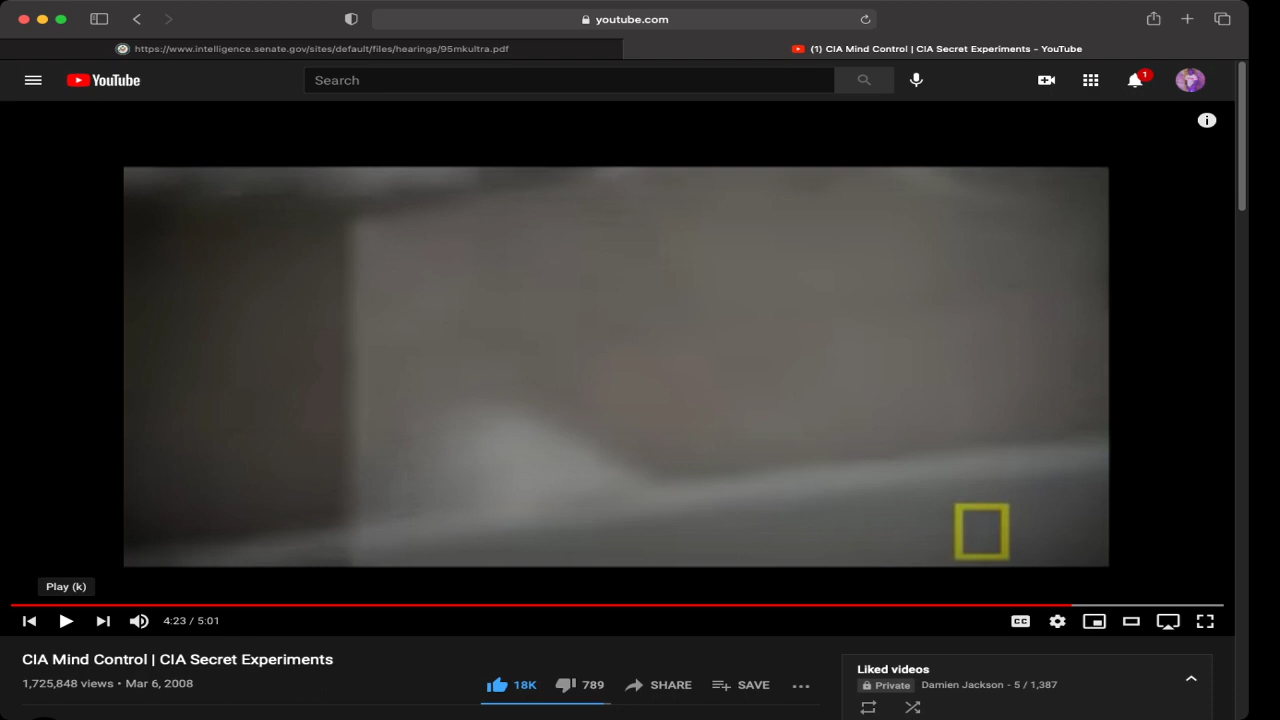 youtube.com
https://www.intelligence.senate.gov/sites/default/files/hearings/95mkultra.pdf
(1) CIA Mind Control | CIA Secret Experiments - YouTube
YouTube
Search
1
Play (k)
4:23 / 5:01
CC
CIA Mind Control | CIA Secret Experiments
1,725,848 views • Mar 6, 2008
18K
789
SHARE
SAVE
Liked videos
Private
Damien Jackson - 5 / 1,387